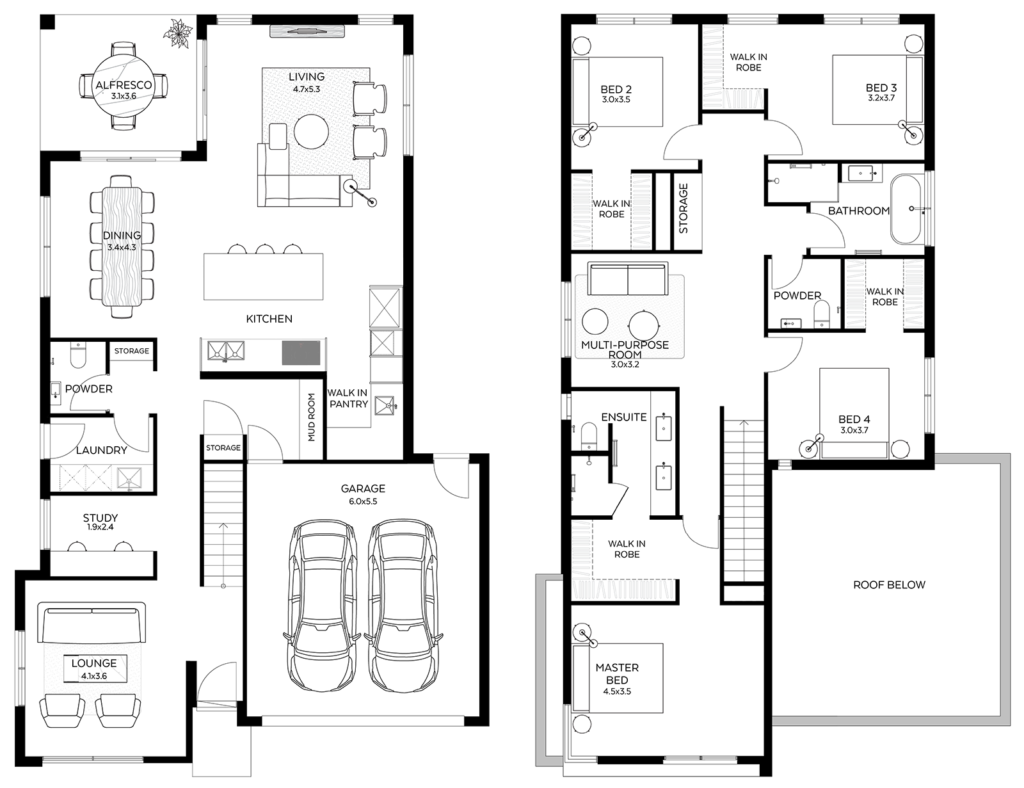 ALFRESCO
3.1x3.6
LIVING
4.7x5.3
DINING
3.4x4.3
KITCHEN
STORAGE
POWDER
WALK IN
PANTRY
MUD ROOM
LAUNDRY
STORAGE
GARAGE
6.0x5.5
STUDY
1.9x2.4
LOUNGE
4.1x3.6
BED 2
3.0x3.5
WALK IN
ROBE
BED 3
3.2x3.7
WALK IN
ROBE
STORAGE
BATHROOM
POWDER
WALK IN
ROBE
MULTI-PURPOSE
ROOM
3.0x3.2
ENSUITE
BED 4
3.0x3.7
WALK IN
ROBE
ROOF BELOW
MASTER
BED
4.5x3.5